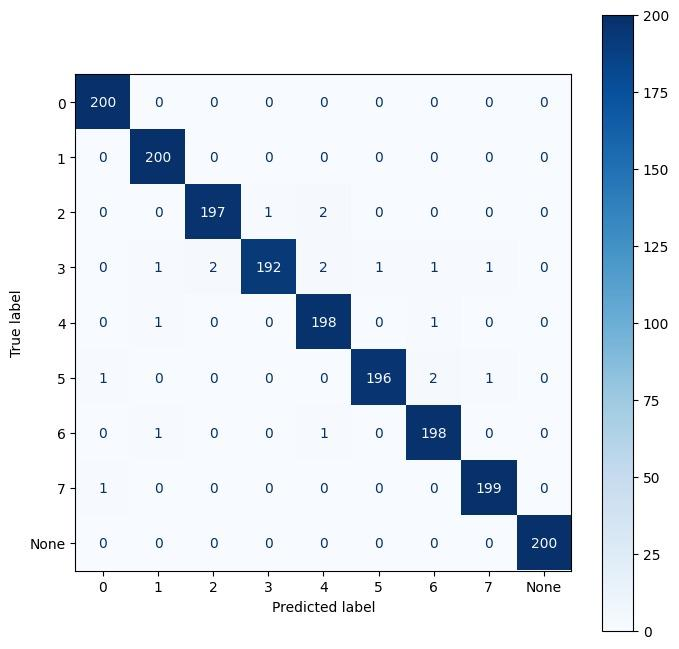 0 200 0 0 0 0 0 0 0 0
1 0 200 0 0 0 0 0 0 0
2 0 0 197 1 2 0 0 0 0
3 0 1 2 192 2 1 1 1 0
4 0 1 0 0 198 0 1 0 0
5 1 0 0 0 0 196 2 1 0
6 0 1 0 0 1 0 198 0 0
7 1 0 0 0 0 0 0 199 0
None 0 0 0 0 0 0 0 0 200
0 1 2 3 4 5 6 7 None
Predicted label
True label
200
175
150
125
100
75
50
25
0